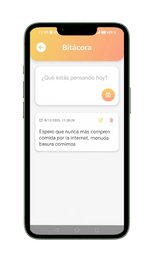 Bitácora
¿Qué estás pensando hoy?
Espero que nunca más compren
comida por la internet, menuda
basura comimos